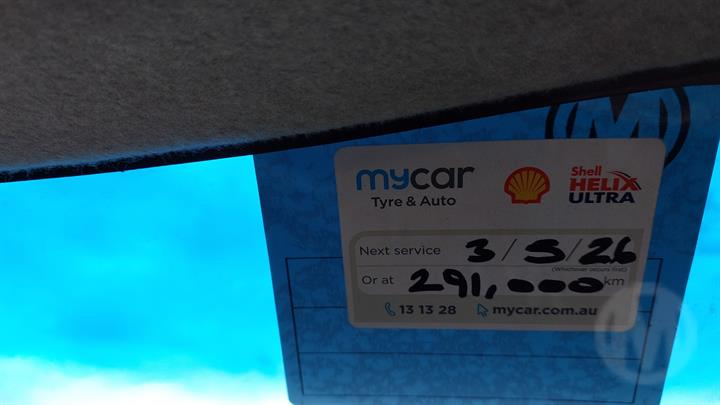 mycar
Tyre & Auto
Shell
HELIX
ULTRA
Next service 3/5/26
(Whichever occurs first)
Or at 291,000 km
13 13 28 mycar.com.au